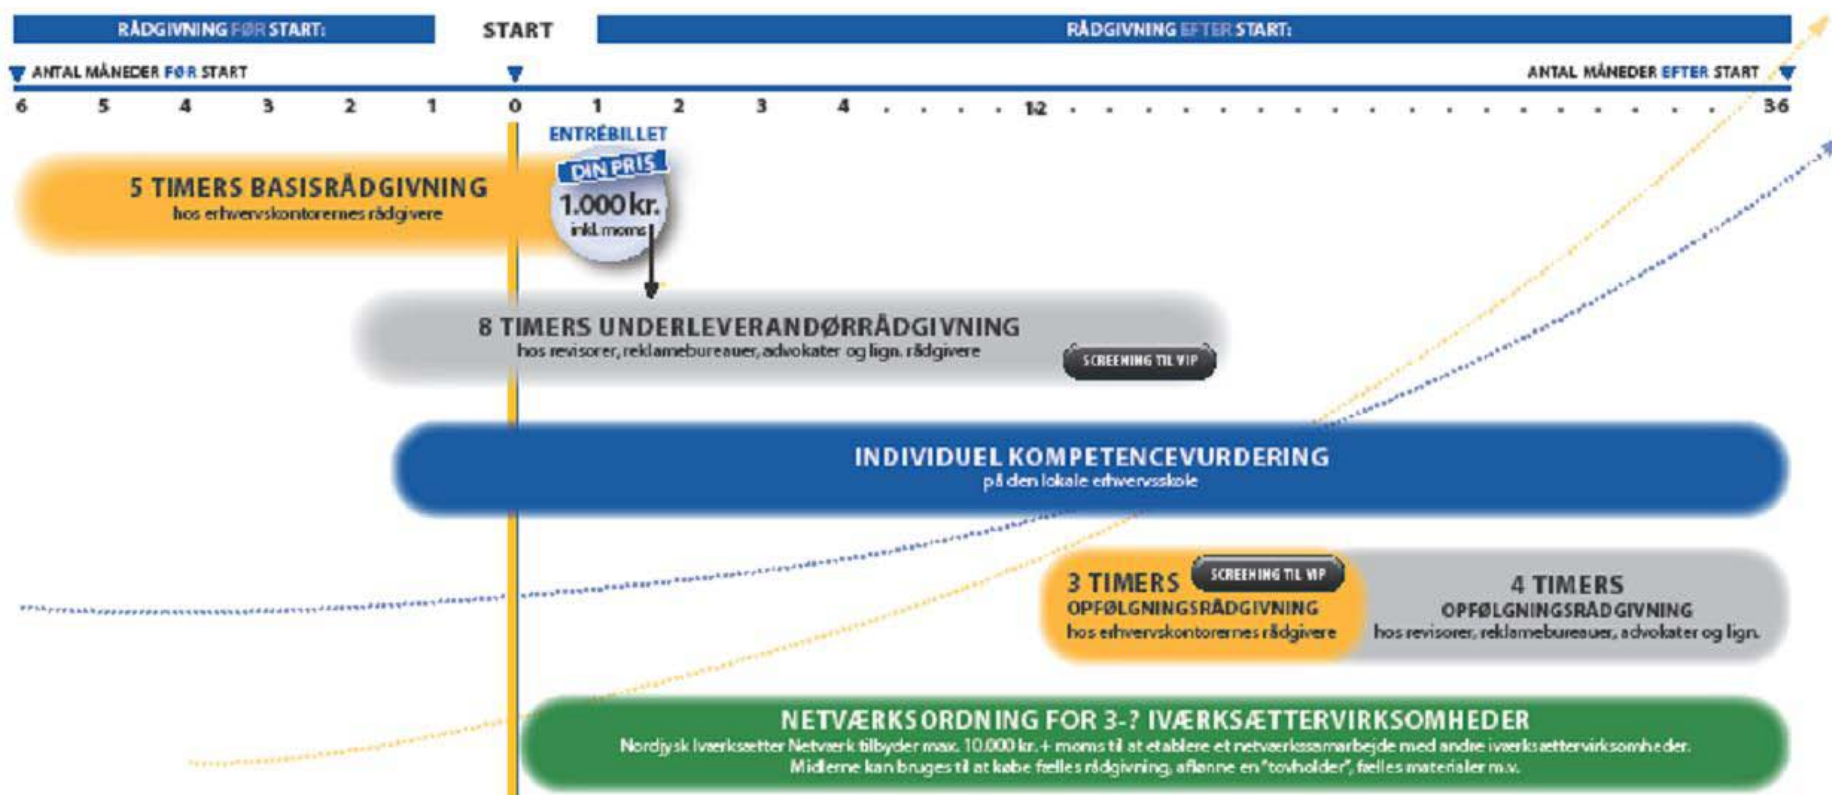 RÅDGIVNING FØR START:
START
RÅDGIVNING EFTER START:
ANTAL MÅNEDER FØR START
ANTAL MÅNEDER EFTER START
6 5 4 3 2 1 0 1 2 3 4 . . . . 12 . . . . . . . . . . . . . . . . . . 36
ENTRÉBILLET
DIN PRIS
1.000 kr.
inkl. moms
5 TIMERS BASISRÅDGIVNING
hos erhvervskontorernes rådgivere
8 TIMERS UNDERLEVERANDØRRÅDGIVNING
hos revisorer, reklamebureauer, advokater og lign. rådgivere
SCREENING TIL VIP
INDIVIDUEL KOMPETENCEVURDERING
på den lokale erhvervsskole
3 TIMERS
SCREENING TIL VIP
OPFØLGNINGSRÅDGIVNING
hos erhvervskontorernes rådgivere
4 TIMERS
OPFØLGNINGSRÅDGIVNING
hos revisorer, reklamebureauer, advokater og lign.
NETVÆRKSORDNING FOR 3-? IVÆRKSÆTTERVIRKSOMHEDER
Nordjysk Iværksætter Netværk tilbyder max. 10.000 kr. + moms til at etablere et netværkssamarbejde med andre iværksættervirksomheder.
Midlerne kan bruges til at købe fælles rådgivning, aflønne en "tovholder", fælles materialer m.v.